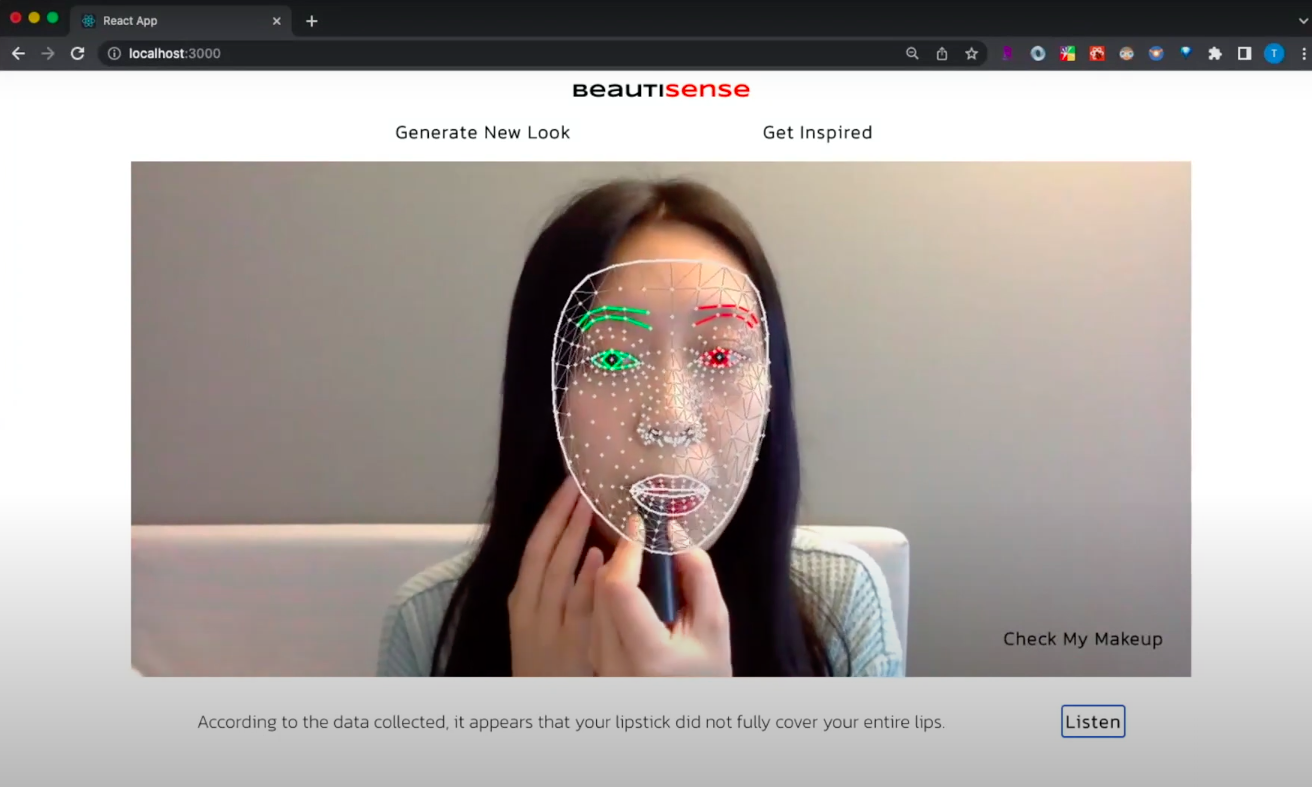 React App
localhost:3000
T
BeauTIsense
Generate New Look
Get Inspired
Check My Makeup
According to the data collected, it appears that your lipstick did not fully cover your entire lips.
Listen